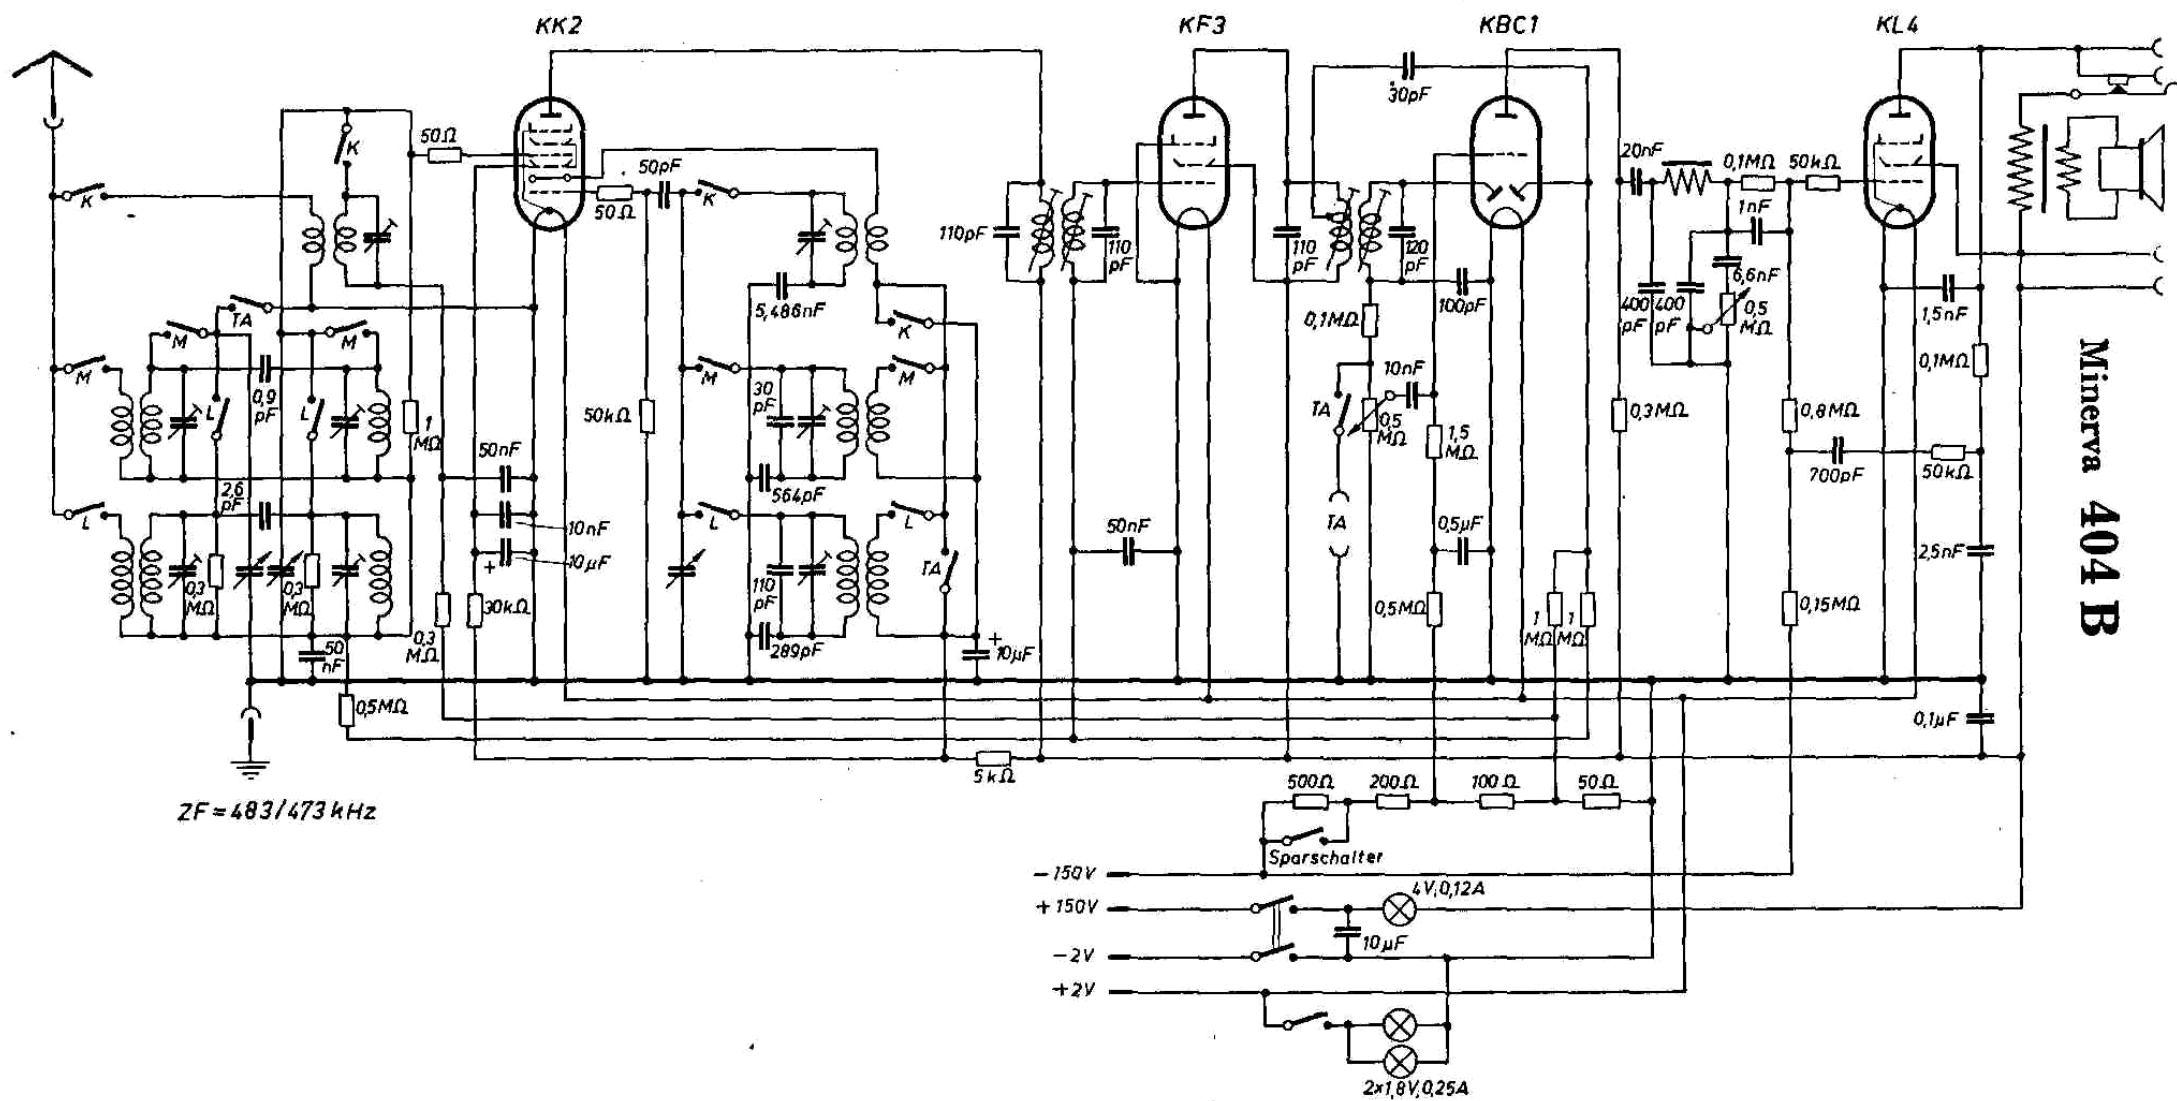 KK2
KF3
KBC1
KL4
50Ω
K
50pF
30pF
20nF
0,1MΩ
50kΩ
K
K
50Ω
1nF
110pF
110
pF
110
pF
120
pF
6,6nF
TA
5,486nF
100pF
400
pF
400
pF
0,5
MΩ
1,5nF
M
M
K
0,1MΩ
M
0,9
pF
L
L
M
30
pF
M
10nF
0,1MΩ
1
MΩ
50kΩ
TA
0,5
MΩ
1,5
MΩ
0,3MΩ
0,8MΩ
50nF
564pF
700pF
50kΩ
2,6
pF
L
L
L
10nF
TA
0,5µF
50nF
2,5nF
+
10µF
TA
0,3
MΩ
0,3
MΩ
30kΩ
110
pF
0,5MΩ
1
MΩ
1
MΩ
0,15MΩ
50
nF
0,3
MΩ
289pF
+
10µF
0,5MΩ
0,1µF
5kΩ
500Ω
200Ω
100Ω
50Ω
ZF=483/473kHz
Sparschalter
-150V
4V,0,12A
+150V
10µF
-2V
+2V
2x1,8V,0,25A
Minerva 404 B